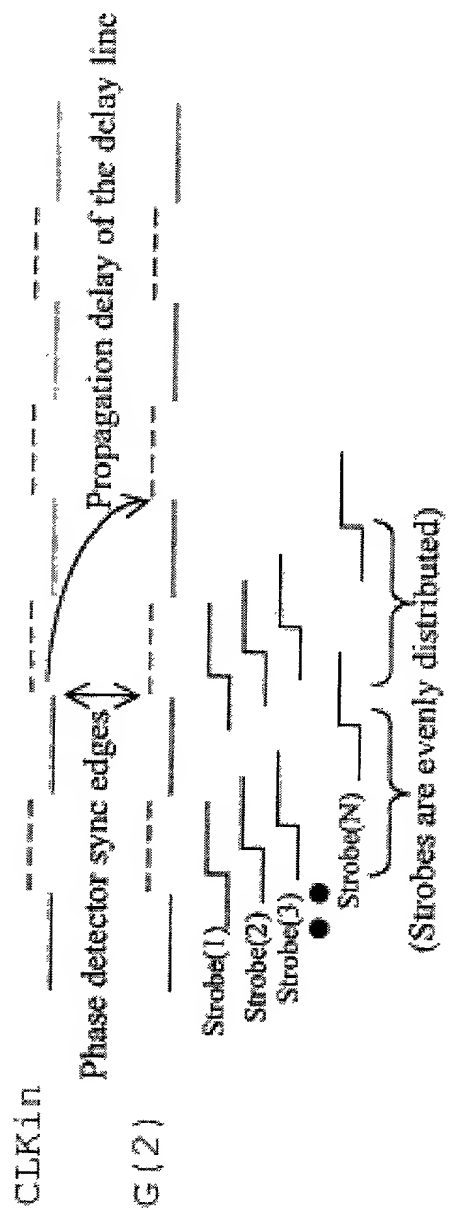 CLKin
Phase detector sync edges
Propagation delay of the delay line
G(2)
Strobe(1)
Strobe(2)
Strobe(3)
Strobe(N)
(Strobes are evenly distributed)